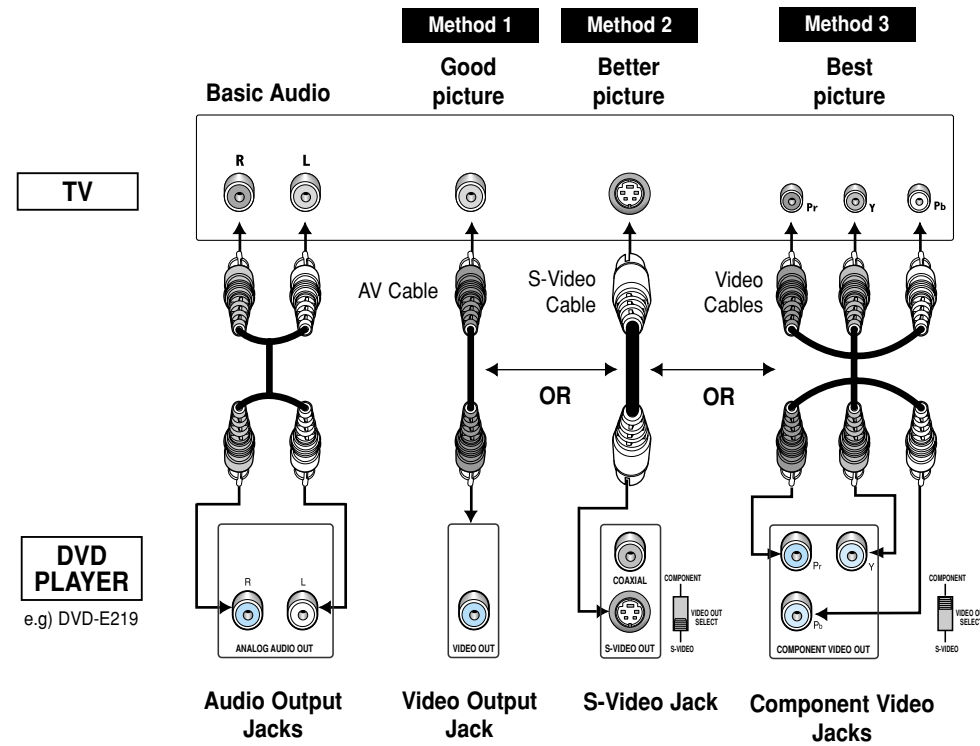 Method 1
Method 2
Method 3
Basic Audio
Good
picture
Better
picture
Best
picture
TV
R
L
Pr
Y
Pb
AV Cable
S-Video
Cable
Video
Cables
OR
OR
DVD
PLAYER
e.g) DVD-E219
R
L
ANALOG AUDIO OUT
VIDEO OUT
COAXIAL
S-VIDEO OUT
COMPONENT
VIDEO OUT
SELECT
S-VIDEO
Pr
Y
Pb
COMPONENT VIDEO OUT
COMPONENT
VIDEO OU
SELECT
S-VIDEO
Audio Output
Jacks
Video Output
Jack
S-Video Jack
Component Video
Jacks